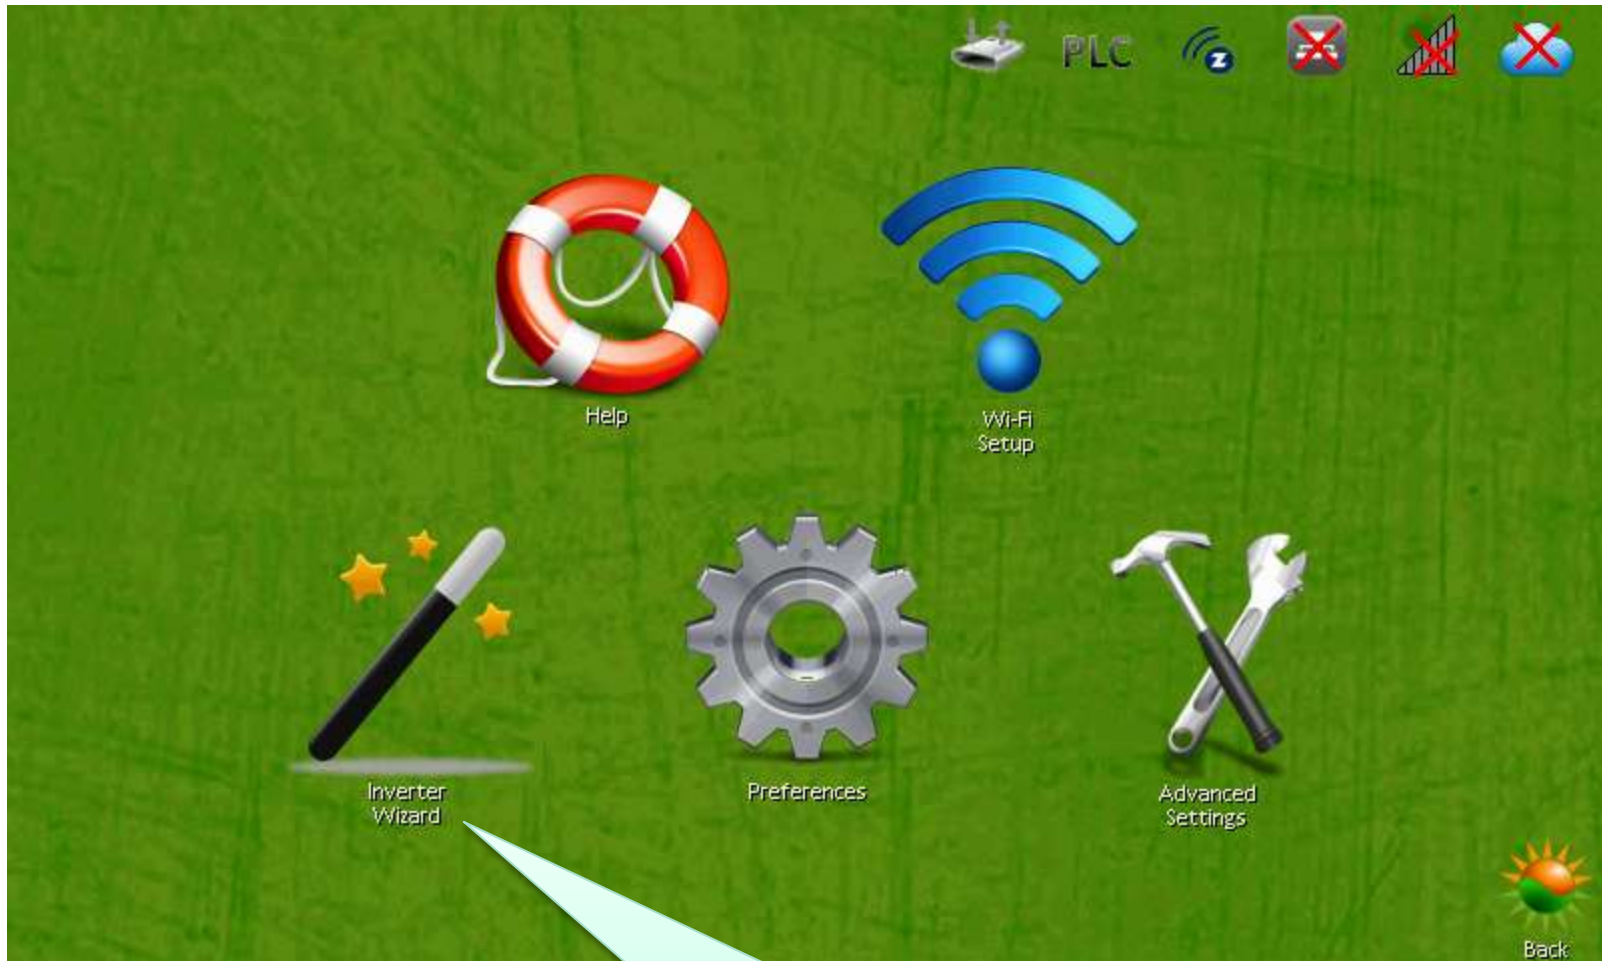 PLC
z
Help
Wi-Fi
Setup
Inverter
Wizard
Preferences
Advanced
Settings
Back